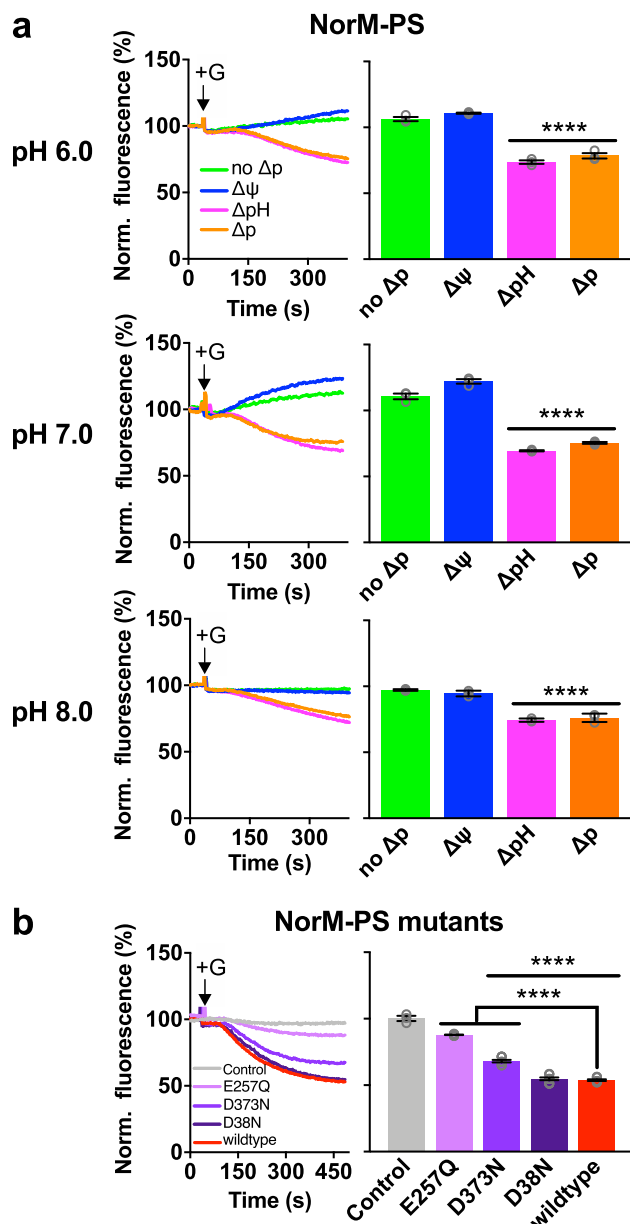 a
NorM-PS
pH 6.0
Norm. fluorescence (%)
150
100
50
0
+G
no Δp
Δψ
ΔpH
Δp
0 150 300
Time (s)
****
no Δp
Δψ
ΔpH
Δp
pH 7.0
Norm. fluorescence (%)
150
100
50
0
+G
0 150 300
Time (s)
****
no Δp
Δψ
ΔpH
Δp
pH 8.0
Norm. fluorescence (%)
150
100
50
0
+G
0 150 300
Time (s)
****
no Δp
Δψ
ΔpH
Δp
b
NorM-PS mutants
Norm. fluorescence (%)
150
100
50
0
+G
Control
E257Q
D373N
D38N
wildtype
0 150 300 450
Time (s)
****
****
Control
E257Q
D373N
D38N
wildtype